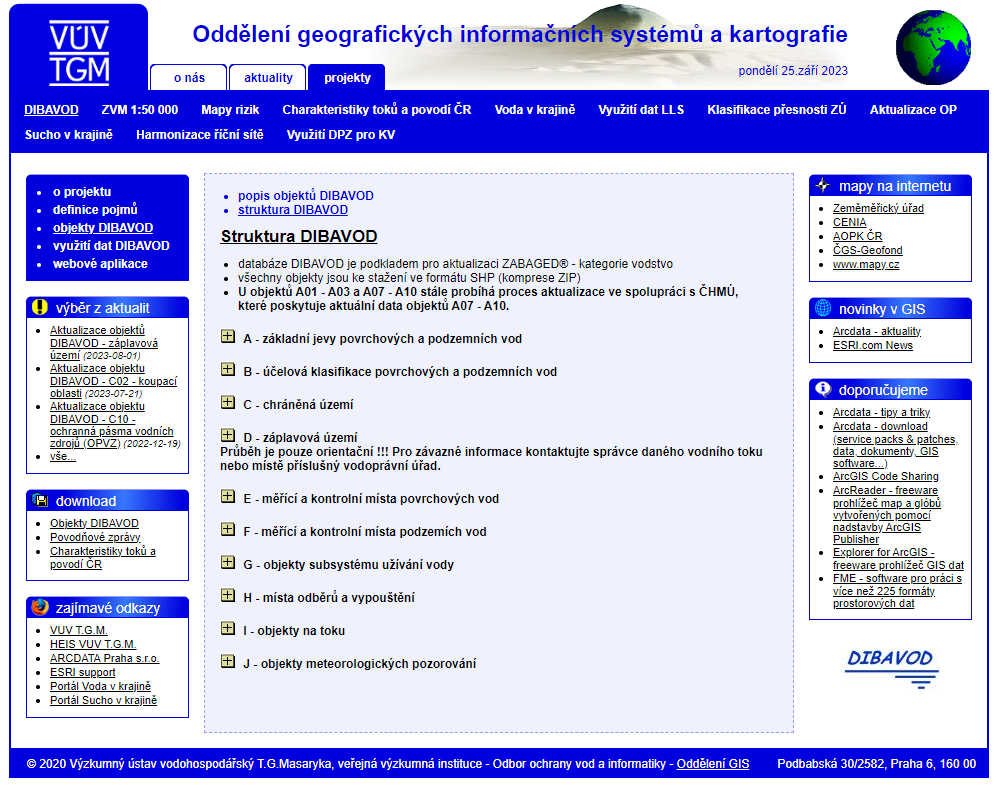 VÚV
TGM
Oddělení geografických informačních systémů a kartografie
pondělí 25.září 2023
o nás
aktuality
projekty
DIBAVOD ZVM 1:50 000 Mapy rizik Charakteristiky toků a povodí ČR Voda v krajině Využití dat LLS Klasifikace přesnosti ZÚ Aktualizace OP
Sucho v krajině Harmonizace říční sítě Využití DPZ pro KV
o projektu
definice pojmů
objekty DIBAVOD
využití dat DIBAVOD
webové aplikace
výběr z aktualit
Aktualizace objektů
DIBAVOD - záplavová
území (2023-08-01)
Aktualizace objektu
DIBAVOD - C02 - koupací
oblasti (2023-07-21)
Aktualizace objektu
DIBAVOD - C10 -
ochranná pásma vodních
zdrojů (OPVZ) (2022-12-19)
vše...
download
Objekty DIBAVOD
Povodňové zprávy
Charakteristiky toků a
povodí ČR
zajímavé odkazy
VUV T.G.M.
HEIS VUV T.G.M.
ARCDATA Praha s.r.o.
ESRI support
Portál Voda v krajině
Portál Sucho v krajině
popis objektů DIBAVOD
struktura DIBAVOD
Struktura DIBAVOD
databáze DIBAVOD je podkladem pro aktualizaci ZABAGED® - kategorie vodstvo
všechny objekty jsou ke stažení ve formátu SHP (komprese ZIP)
U objektů A01 - A03 a A07 - A10 stále probíhá proces aktualizace ve spolupráci s ČHMÚ,
které poskytuje aktuální data objektů A07 - A10.
A - základní jevy povrchových a podzemních vod
B - účelová klasifikace povrchových a podzemních vod
C - chráněná území
D - záplavová území
Průběh je pouze orientační !!! Pro závazné informace kontaktujte správce daného vodního toku
nebo místě příslušný vodoprávní úřad.
E - měřící a kontrolní místa povrchových vod
F - měřící a kontrolní místa podzemích vod
G - objekty subsystému užívání vody
H - místa odběrů a vypouštění
I - objekty na toku
J - objekty meteorologických pozorování
mapy na internetu
Zeměměřický úřad
CENIA
AOPK ČR
ČGS-Geofond
www.mapy.cz
novinky v GIS
Arcdata - aktuality
ESRI.com News
doporučujeme
Arcdata - tipy a triky
Arcdata - download
(service packs & patches,
data, dokumenty, GIS
software...)
ArcGIS Code Sharing
ArcReader - freeware
prohlížeč map a glóbů
vytvořených pomocí
nadstavby ArcGIS
Publisher
Explorer for ArcGIS -
freeware prohlížeč GIS dat
FME - software pro práci s
více než 225 formáty
prostorových dat
DIBAVOD
© 2020 Výzkumný ústav vodohospodářský T.G.Masaryka, veřejná výzkumná instituce - Odbor ochrany vod a informatiky - Oddělení GIS Podbabská 30/2582, Praha 6, 160 00